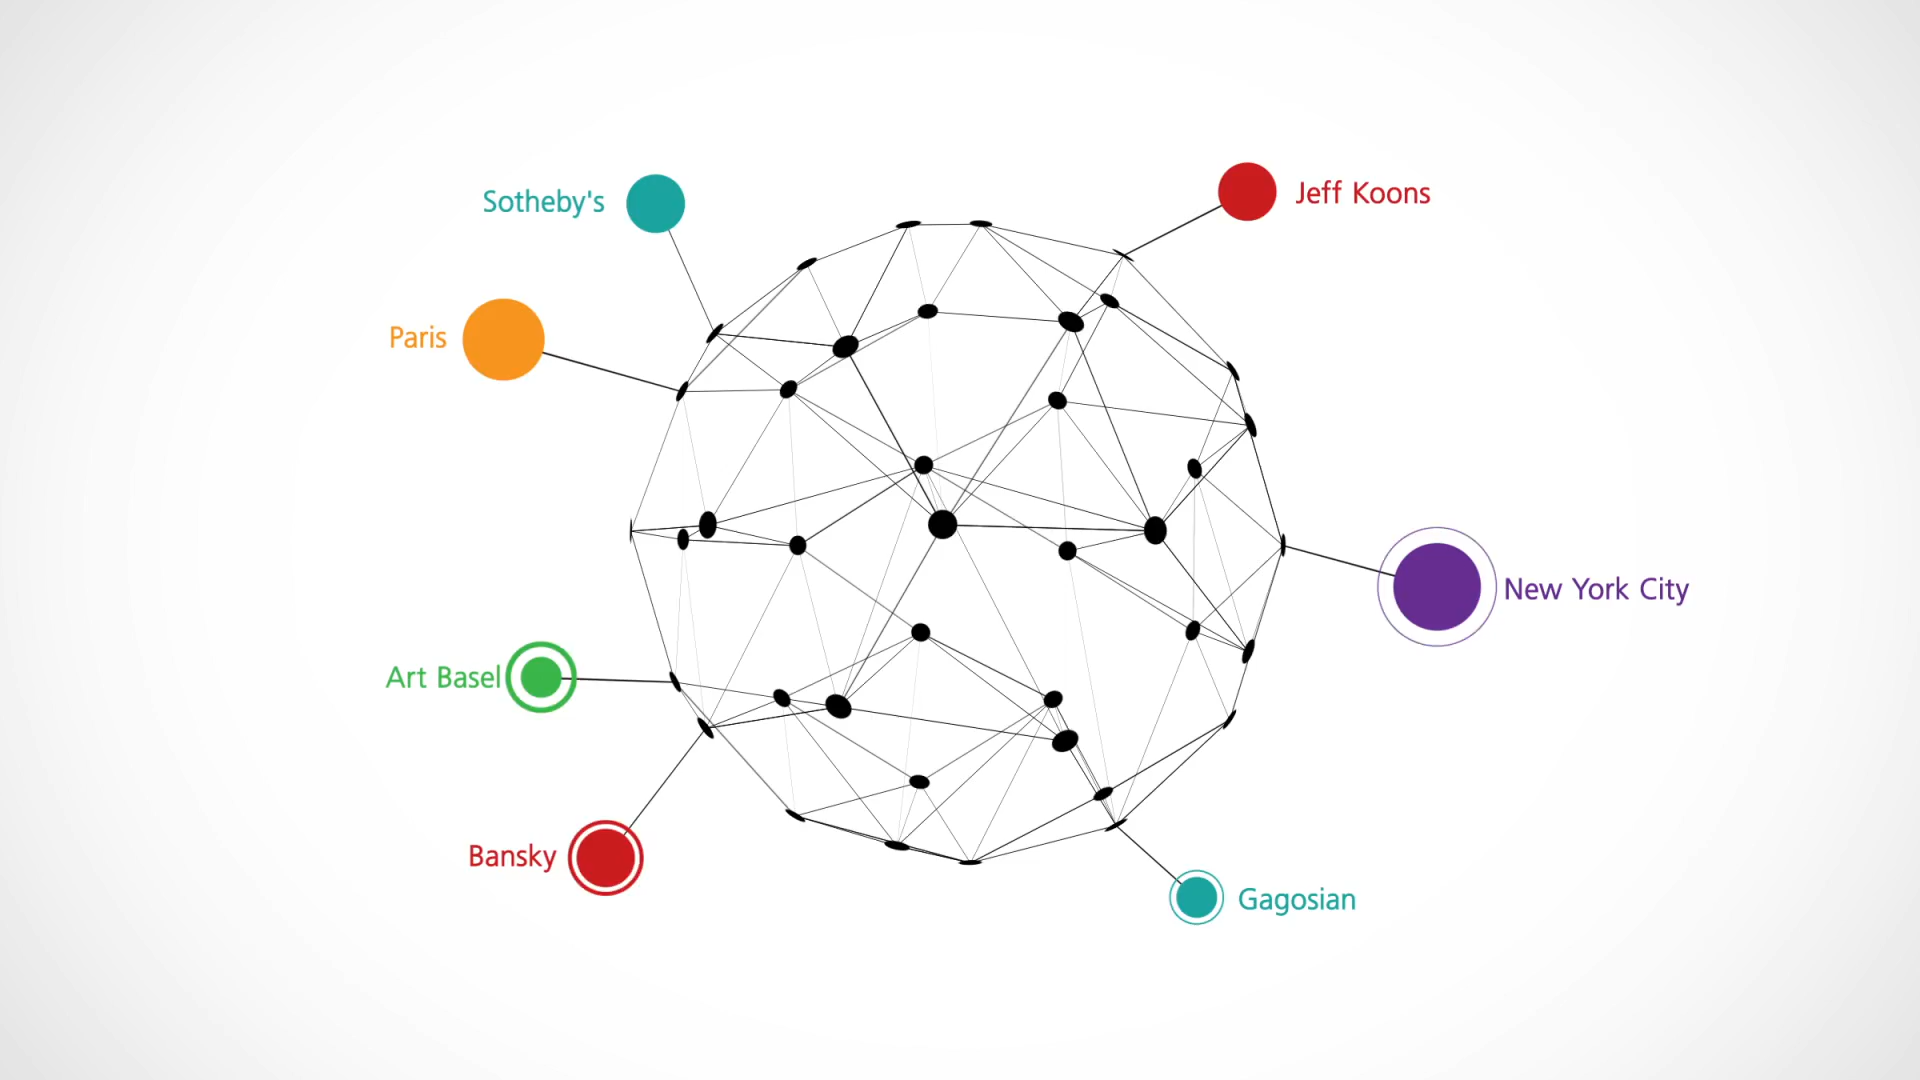 Sotheby's
Jeff Koons
Paris
New York City
Art Basel
Bansky
Gagosian